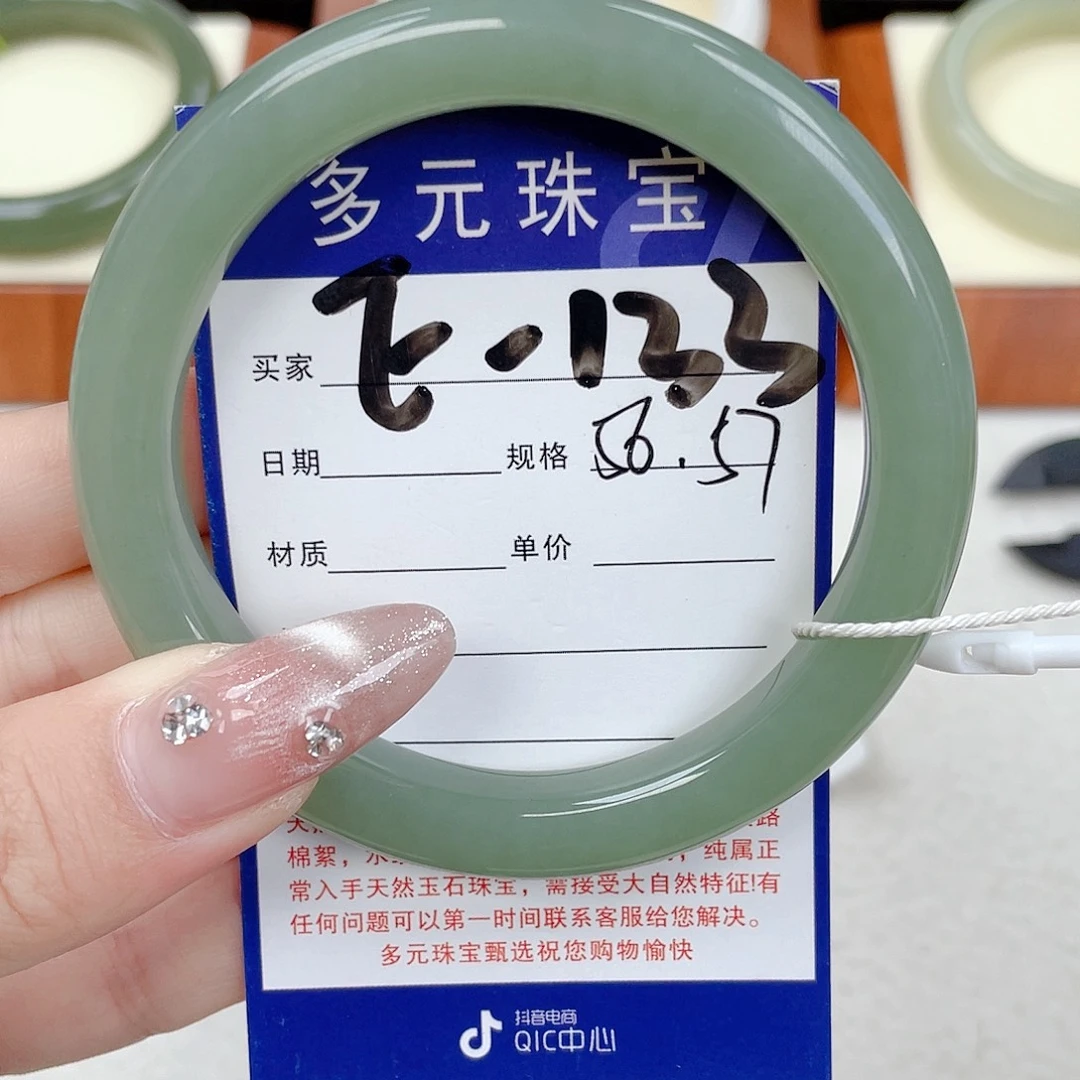 多元珠宝
买家 飞-133
日期 规格 56.57
材质 单价
路
棉絮，水 ，纯属正
常入手天然玉石珠宝，需接受大自然特征!有
任何问题可以第一时间联系客服给您解决。
多元珠宝甄选祝您购物愉快
抖音电商
QIC中心